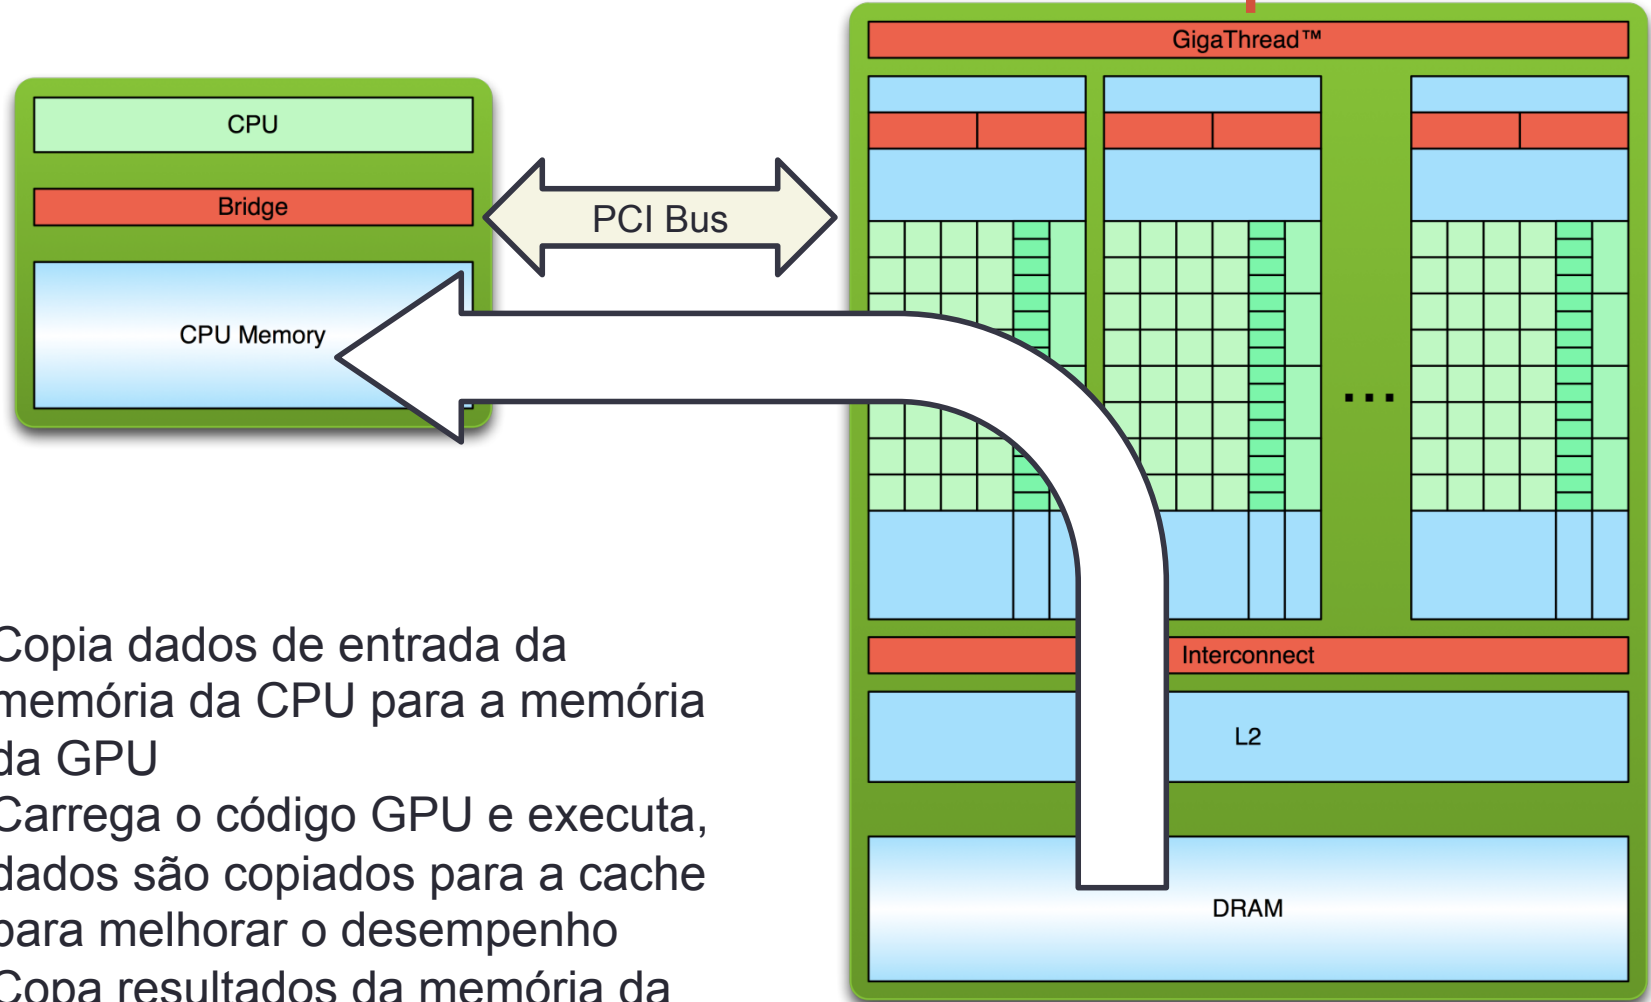 GigaThread™
CPU
Bridge
PCI Bus
CPU Memory
Interconnect
L2
DRAM
Copia dados de entrada da
memória da CPU para a memória
da GPU
Carrega o código GPU e executa,
dados são copiados para a cache
para melhorar o desempenho
Copa resultados da memória da